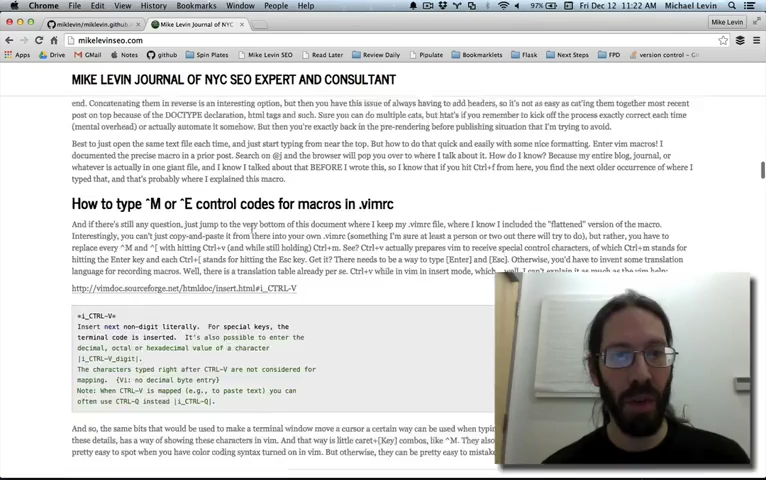 Chrome File Edit View History Bookmarks Window People Help 97% Fri Dec 12 11:22 AM Michael Levin
miklevin/miklevin.github. Mike Levin Journal of NYC Mike Levin
mikelevinseo.com
Apps Drive GMail Notes github Spin Plates Mike Levin SEO Read Later Review Daily Pipulate Bookmarklets Flask Next Steps FPD version control - Git
MIKE LEVIN JOURNAL OF NYC SEO EXPERT AND CONSULTANT
end. Concatenating them in reverse is an interesting option, but then you have this issue of always having to add headers, so it's not as easy as cat'ing them together most recent
post on top because of the DOCTYPE declaration, html tags and such. Sure you can do multiple cats, but htat's if you remember to kick off the process exactly correct each time
(mental overhead) or actually automate it somehow. But then you're exactly back in the pre-rendering before publishing situation that I'm trying to avoid.
Best to just open the same text file each time, and just start typing from near the top. But how to do that quick and easily with some nice formatting. Enter vim macros! I
documented the precise macro in a prior post. Search on @j and the browser will pop you over to where I talk about it. How do I know? Because my entire blog, journal, or
whatever is actually in one giant file, and I know I talked about that BEFORE I wrote this, so I know that if you hit Ctrl+f from here, you find the next older occurrence of where I
typed that, and that's probably where I explained this macro.
How to type ^M or ^E control codes for macros in .vimrc
And if there's still any question, just jump to the very bottom of this document where I keep my .vimrc file, where I know I included the "flattened" version of the macro.
Interestingly, you can't just copy-and-paste it from there into your own .vimrc (something I'm sure at least a person or two out there will try to do), but rather, you have to
replace every ^M and ^[ with hitting Ctrl+v (and while still holding) Ctrl+m. See? Ctrl+v actually prepares vim to receive special control characters, of which Ctrl+m stands for
hitting the Enter key and each Ctrl+[ stands for hitting the Esc key. Get it? There needs to be a way to type [Enter] and [Esc]. Otherwise, you'd have to invent some translation
language for recording macros. Well, there is a translation table already per se. Ctrl+v while in vim in insert mode, which... well, I can't explain it as much as the vim help:
http://vimdoc.sourceforge.net/htmldoc/insert.html#i_CTRL-V
*i_CTRL-V*
Insert next non-digit literally. For special keys, the
terminal code is inserted. It's also possible to enter the
decimal, octal or hexadecimal value of a character
|i_CTRL-V_digit|.
The characters typed right after CTRL-V are not considered for
mapping. {Vi: no decimal byte entry}
Note: When CTRL-V is mapped (e.g., to paste text) you can
often use CTRL-Q instead |i_CTRL-Q|.
And so, the same bits that would be used to make a terminal window move a cursor a certain way can be used when typin
these details, has a way of showing these characters in vim. And that way is little caret+[Key] combos, like ^M. They also
pretty easy to spot when you have color coding syntax turned on in vim. But otherwise, they can be pretty easy to mistake